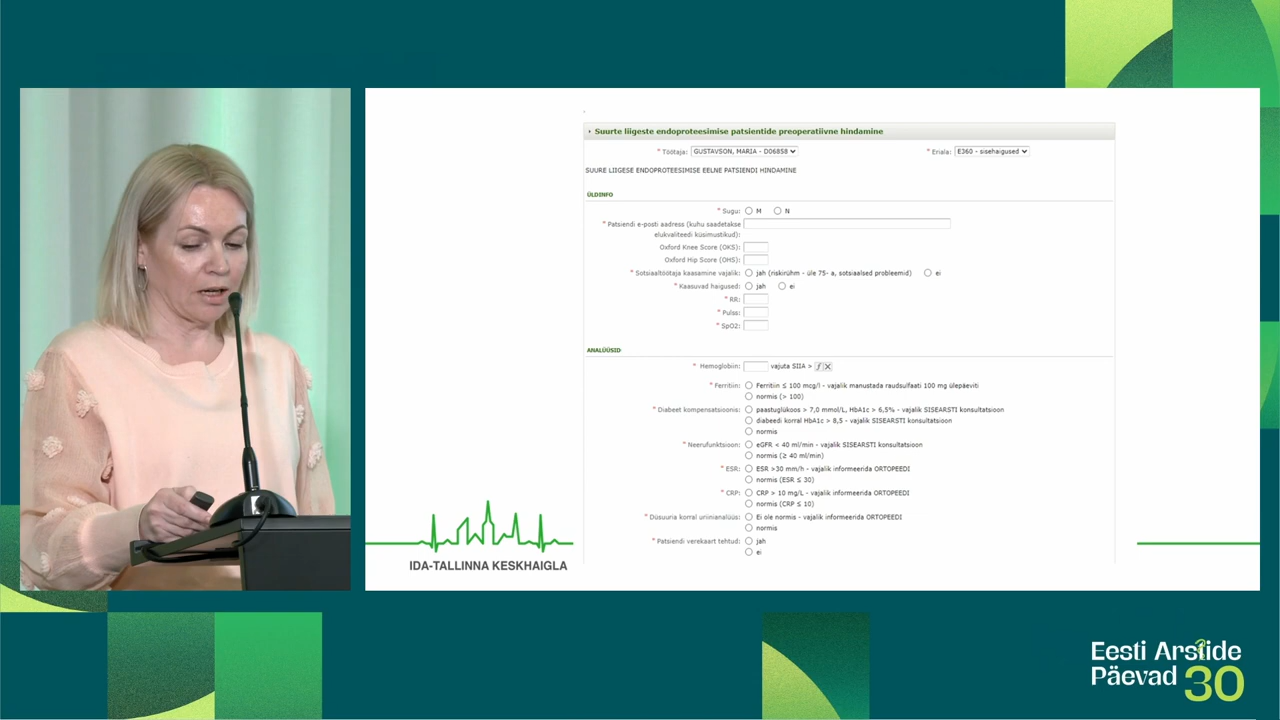 Suurte liigeste endoproteesimise patsientide preoperatiivne hindamine
* Töötaja: GUSTAVSON, MARIA - D06858
* Eriala: E360 - sisehaigused
SUURE LIIGESE ENDOPROTEESIMISE EELNE PATSIENDI HINDAMINE
ÜLDINFO
* Sugu: M N
* Patsiendi e-posti aadress (kuhu saadetakse
elukvaliteedi küsimustikud):
Oxford Knee Score (OKS):
Oxford Hip Score (OHS):
* Sotsiaaltöötaja kaasamine vajalik: jah (riskirühm - üle 75- a, sotsiaalsed probleemid) ei
* Kaasuvad haigused: jah ei
* RR:
* Pulss:
* SpO2:
ANALÜÜSID
* Hemoglobiin: vajuta SIIA >
* Ferritiin: Ferritiin ≤ 100 mcg/l - vajalik manustada raudsulfaati 100 mg ülepäeviti
normis (> 100)
* Diabeet kompensatsioonis: paastuglükoos > 7,0 mmol/L, HbA1c > 6,5% - vajalik SISEARSTI konsultatsioon
diabeedi korral HbA1c > 8,5 - vajalik SISEARSTI konsultatsioon
normis
* Neerufunktsioon: eGFR < 40 ml/min - vajalik SISEARSTI konsultatsioon
normis (≥ 40 ml/min)
* ESR: ESR >30 mm/h - vajalik informeerida ORTOPEEDI
normis (ESR ≤ 30)
* CRP: CRP > 10 mg/L - vajalik informeerida ORTOPEEDI
normis (CRP ≤ 10)
* Düsuuria korral uriinianalüüs: Ei ole normis - vajalik informeerida ORTOPEEDI
normis
* Patsiendi verekaart tehtud: jah
ei
IDA-TALLINNA KESKHAIGLA
Eesti Arstide
Päevad 30